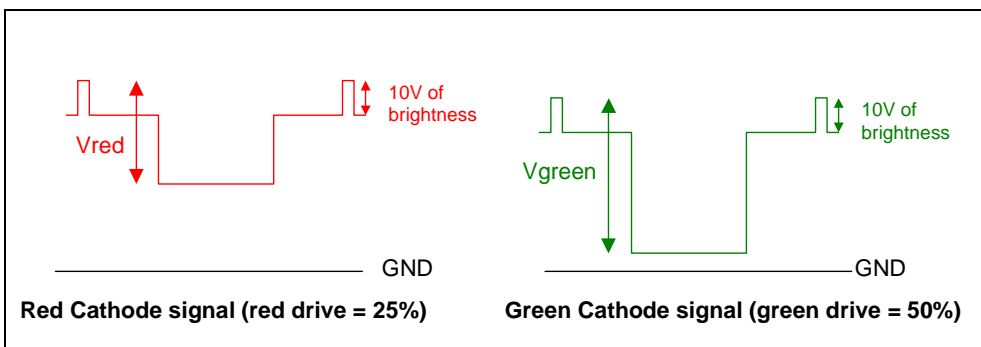 10V of
brightness
Vred
GND
Red Cathode signal (red drive = 25%)
10V of
brightness
Vgreen
GND
Green Cathode signal (green drive = 50%)